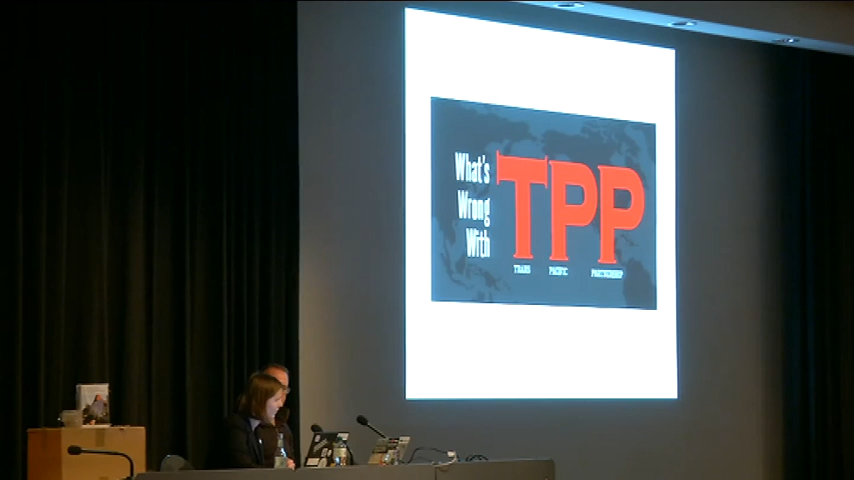 What's
Wrong
With
TPP
TRANS PACIFIC PARTNERSHIP